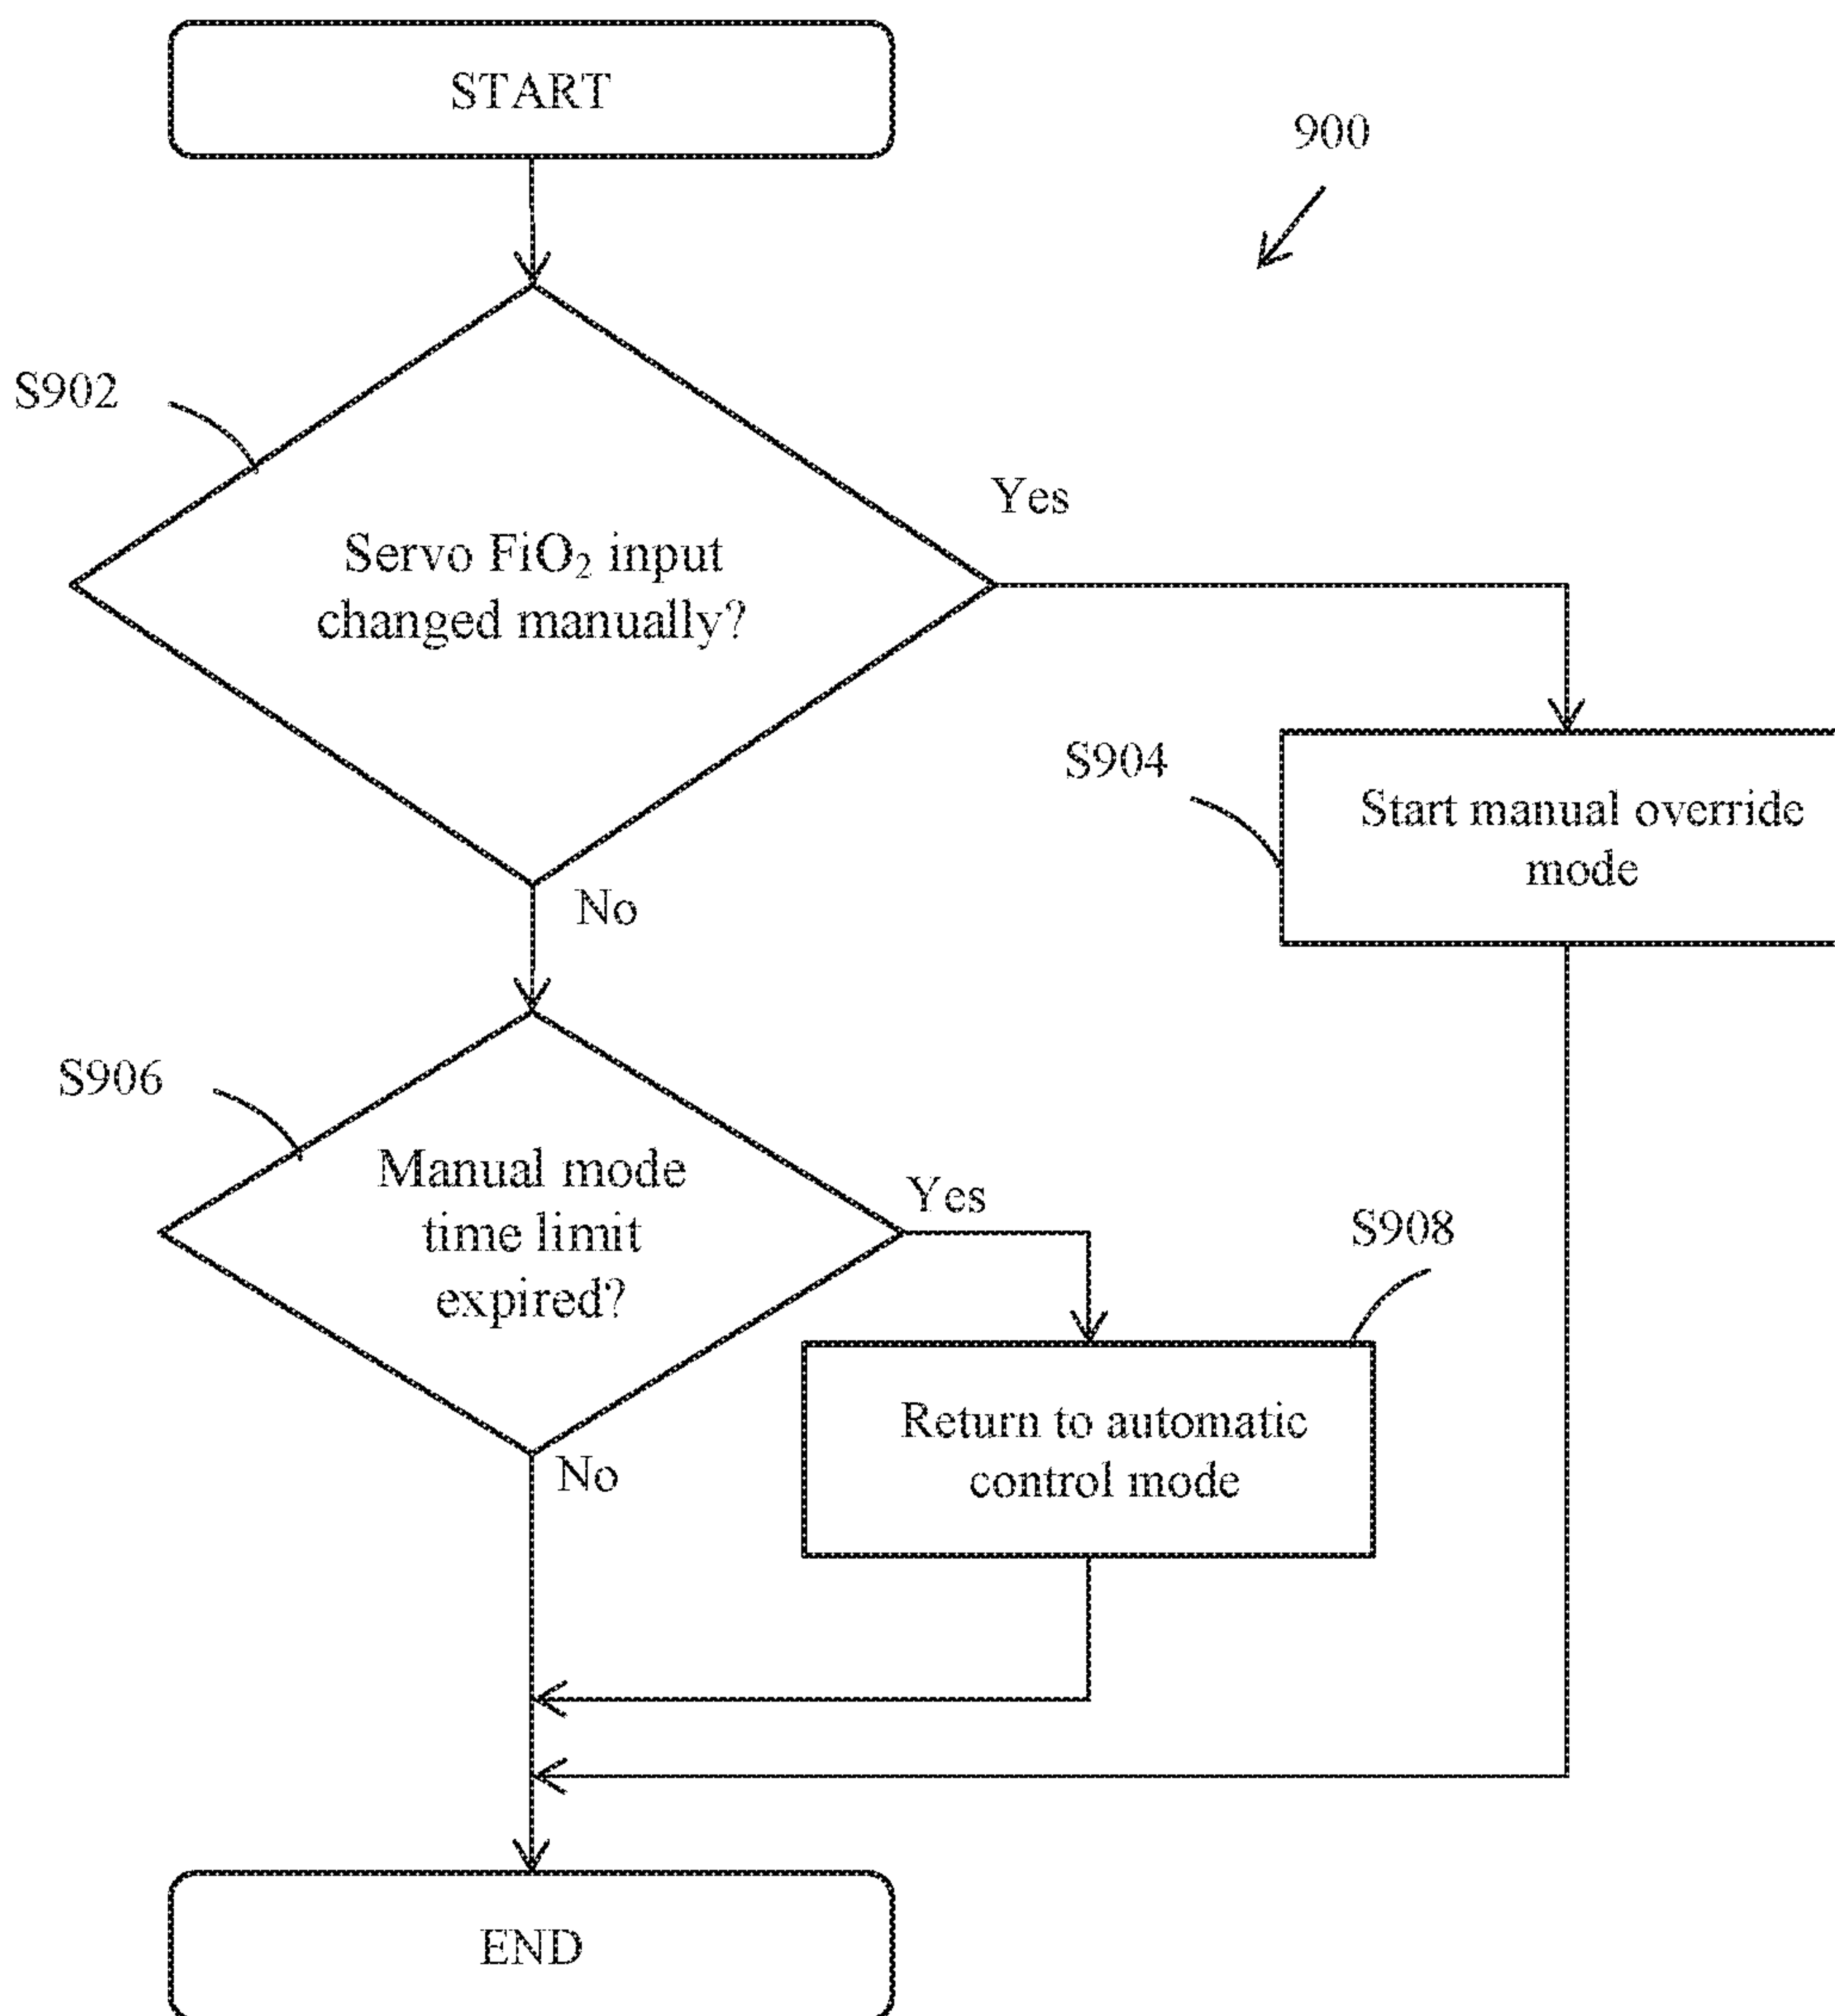 START
900
S902
Yes
Servo FiO₂ input
changed manually?
S904
Start manual override
mode
No
S906
Manual mode
time limit
expired?
Yes
S908
Return to automatic
control mode
No
END